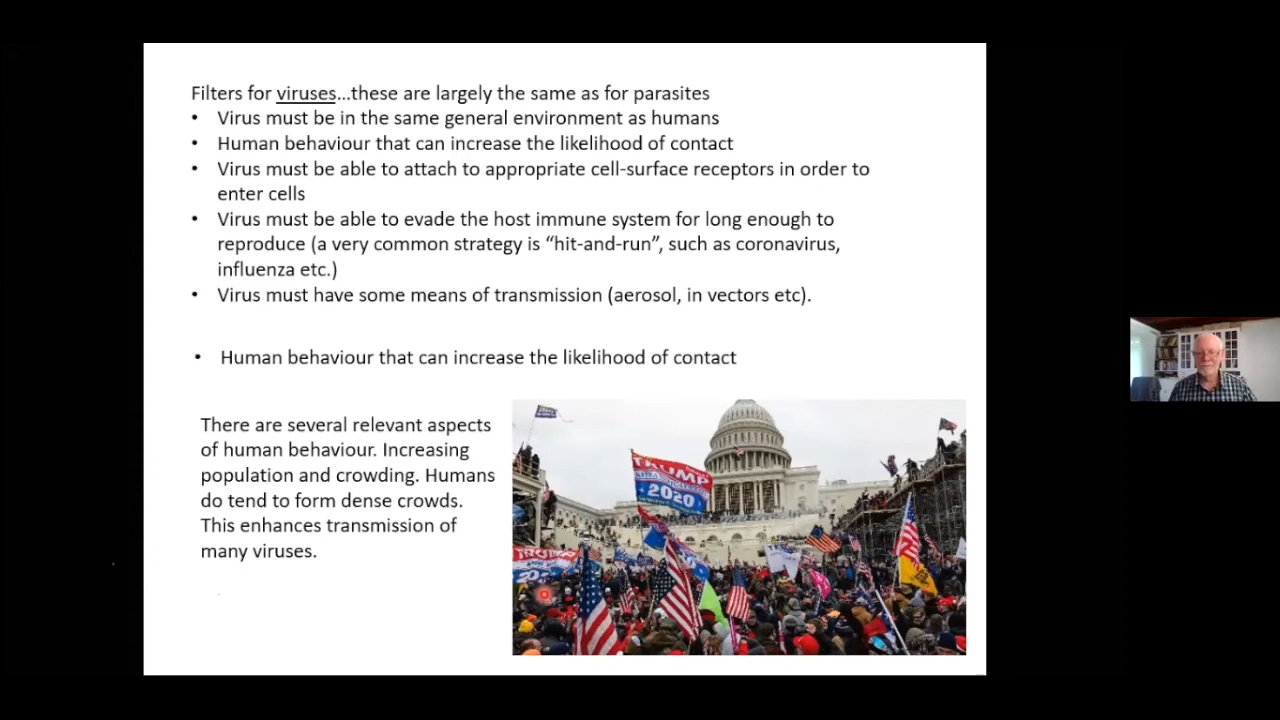 Filters for viruses...these are largely the same as for parasites
• Virus must be in the same general environment as humans
• Human behaviour that can increase the likelihood of contact
• Virus must be able to attach to appropriate cell-surface receptors in order to
enter cells
• Virus must be able to evade the host immune system for long enough to
reproduce (a very common strategy is “hit-and-run”, such as coronavirus,
influenza etc.)
• Virus must have some means of transmission (aerosol, in vectors etc).
• Human behaviour that can increase the likelihood of contact
There are several relevant aspects
of human behaviour. Increasing
population and crowding. Humans
do tend to form dense crowds.
This enhances transmission of
many viruses.
TRUMP
2020
TRUMP